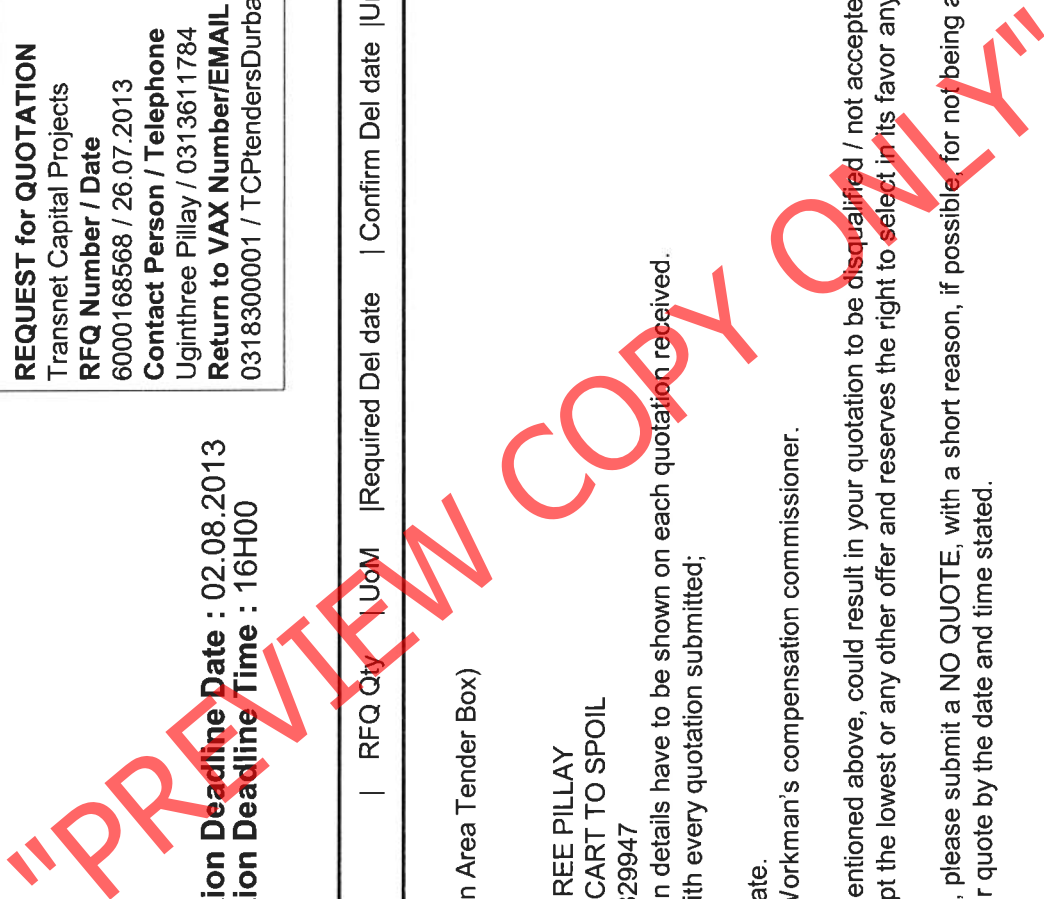 REQUEST for QUOTATION
Transnet Capital Projects
RFQ Number / Date
6000168568 / 26.07.2013
Contact Person / Telephone
Uginthree Pillay / 0313611784
Return to VAX Number/EMAIL
0318300001 / TCPtendersDurba
ion Deadline Date : 02.08.2013
ion Deadline Time : 16H00
| RFQ Qty | UoM |Required Del date | Confirm Del date |Un
n Area Tender Box)
REE PILLAY
CART TO SPOIL
329947
n details have to be shown on each quotation received.
ith every quotation submitted;
ate.
Workman's compensation commissioner.
entioned above, could result in your quotation to be disqualified / not accepte
pt the lowest or any other offer and reserves the right to select in its favor any
, please submit a NO QUOTE, with a short reason, if possible, for not being a
r quote by the date and time stated.
"PREVIEW COPY ONLY"